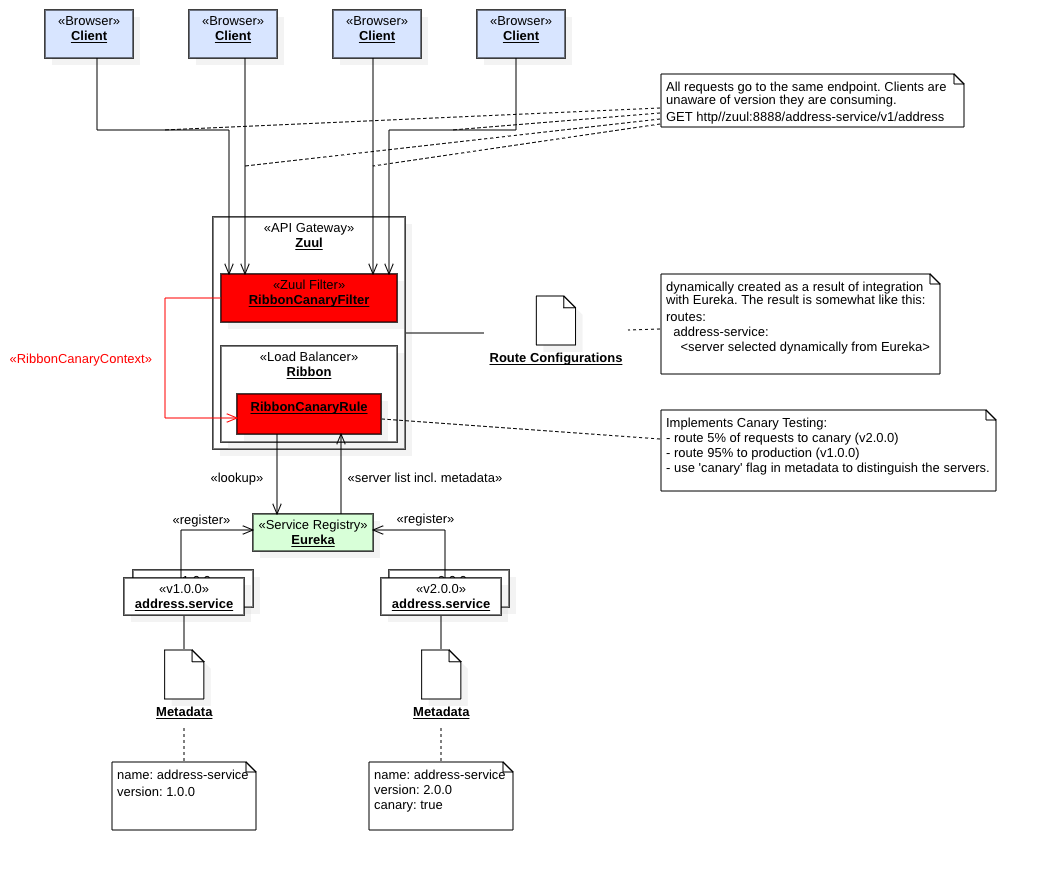 «Browser»
Client
«Browser»
Client
«Browser»
Client
«Browser»
Client
All requests go to the same endpoint. Clients are
unaware of version they are consuming.
GET http//zuul:8888/address-service/v1/address
«API Gateway»
Zuul
«Zuul Filter»
RibbonCanaryFilter
dynamically created as a result of integration
with Eureka. The result is somewhat like this:
routes:
address-service:
<server selected dynamically from Eureka>
«RibbonCanaryContext»
«Load Balancer»
Ribbon
Route Configurations
RibbonCanaryRule
Implements Canary Testing:
- route 5% of requests to canary (v2.0.0)
- route 95% to production (v1.0.0)
- use 'canary' flag in metadata to distinguish the servers.
«lookup»
«server list incl. metadata»
«register»
«register»
«Service Registry»
Eureka
«v1.0.0»
address.service
«v2.0.0»
address.service
Metadata
Metadata
name: address-service
version: 1.0.0
name: address-service
version: 2.0.0
canary: true